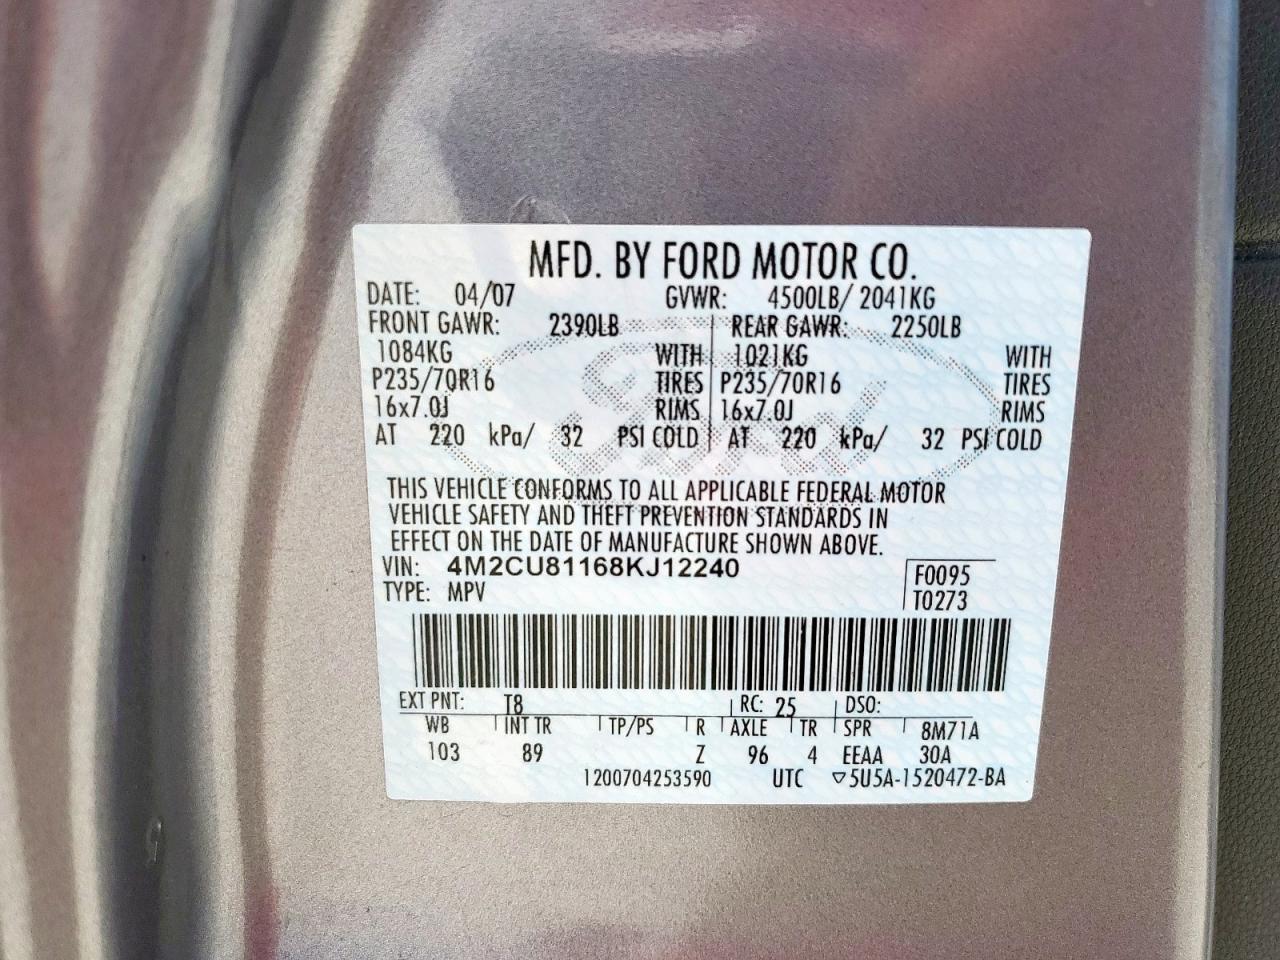 MFD. BY FORD MOTOR CO.
DATE: 04/07 GVWR: 4500LB/ 2041KG
FRONT GAWR: 2390LB REAR GAWR: 2250LB
1084KG WITH 1021KG WITH
P235/70R16 TIRES P235/70R16 TIRES
16x7.0J RIMS 16x7.0J RIMS
AT 220 kPa/ 32 PSI COLD AT 220 kPa/ 32 PSI COLD
THIS VEHICLE CONFORMS TO ALL APPLICABLE FEDERAL MOTOR
VEHICLE SAFETY AND THEFT PREVENTION STANDARDS IN
EFFECT ON THE DATE OF MANUFACTURE SHOWN ABOVE.
VIN: 4M2CU81168KJ12240 F0095
TYPE: MPV T0273
EXT PNT: T8 RC: 25 DSO:
WB INT TR TP/PS R AXLE TR SPR 8M71A
103 89 Z 96 4 EEAA 30A
1200704253590 UTC ▽5U5A-1520472-BA